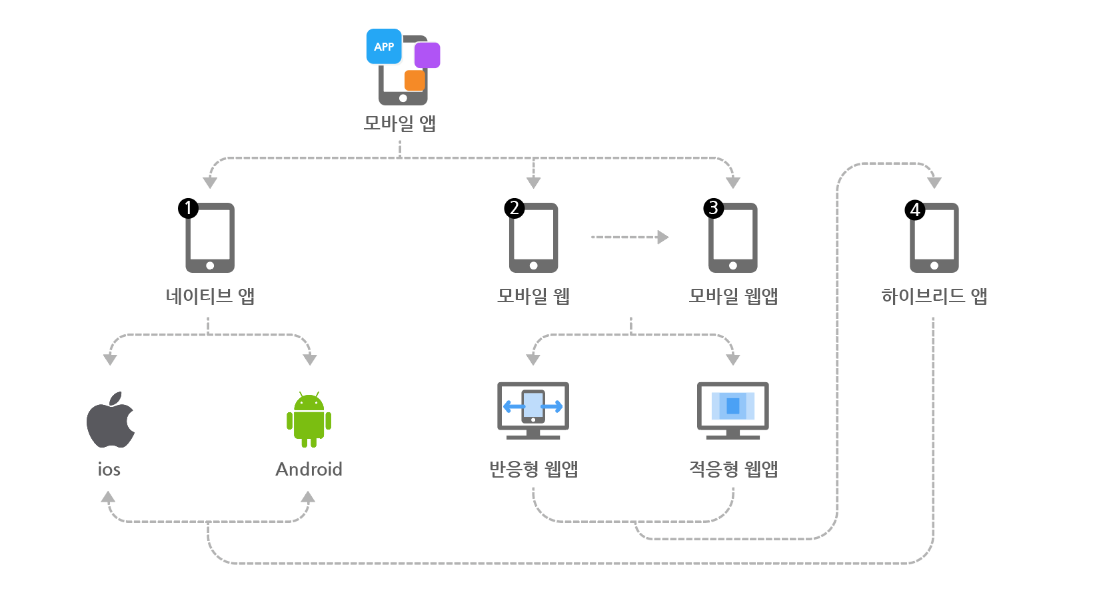 APP
모바일 앱
1
2
3
4
네이티브 앱
모바일 웹
모바일 웹앱
하이브리드 앱
ios
Android
반응형 웹앱
적응형 웹앱